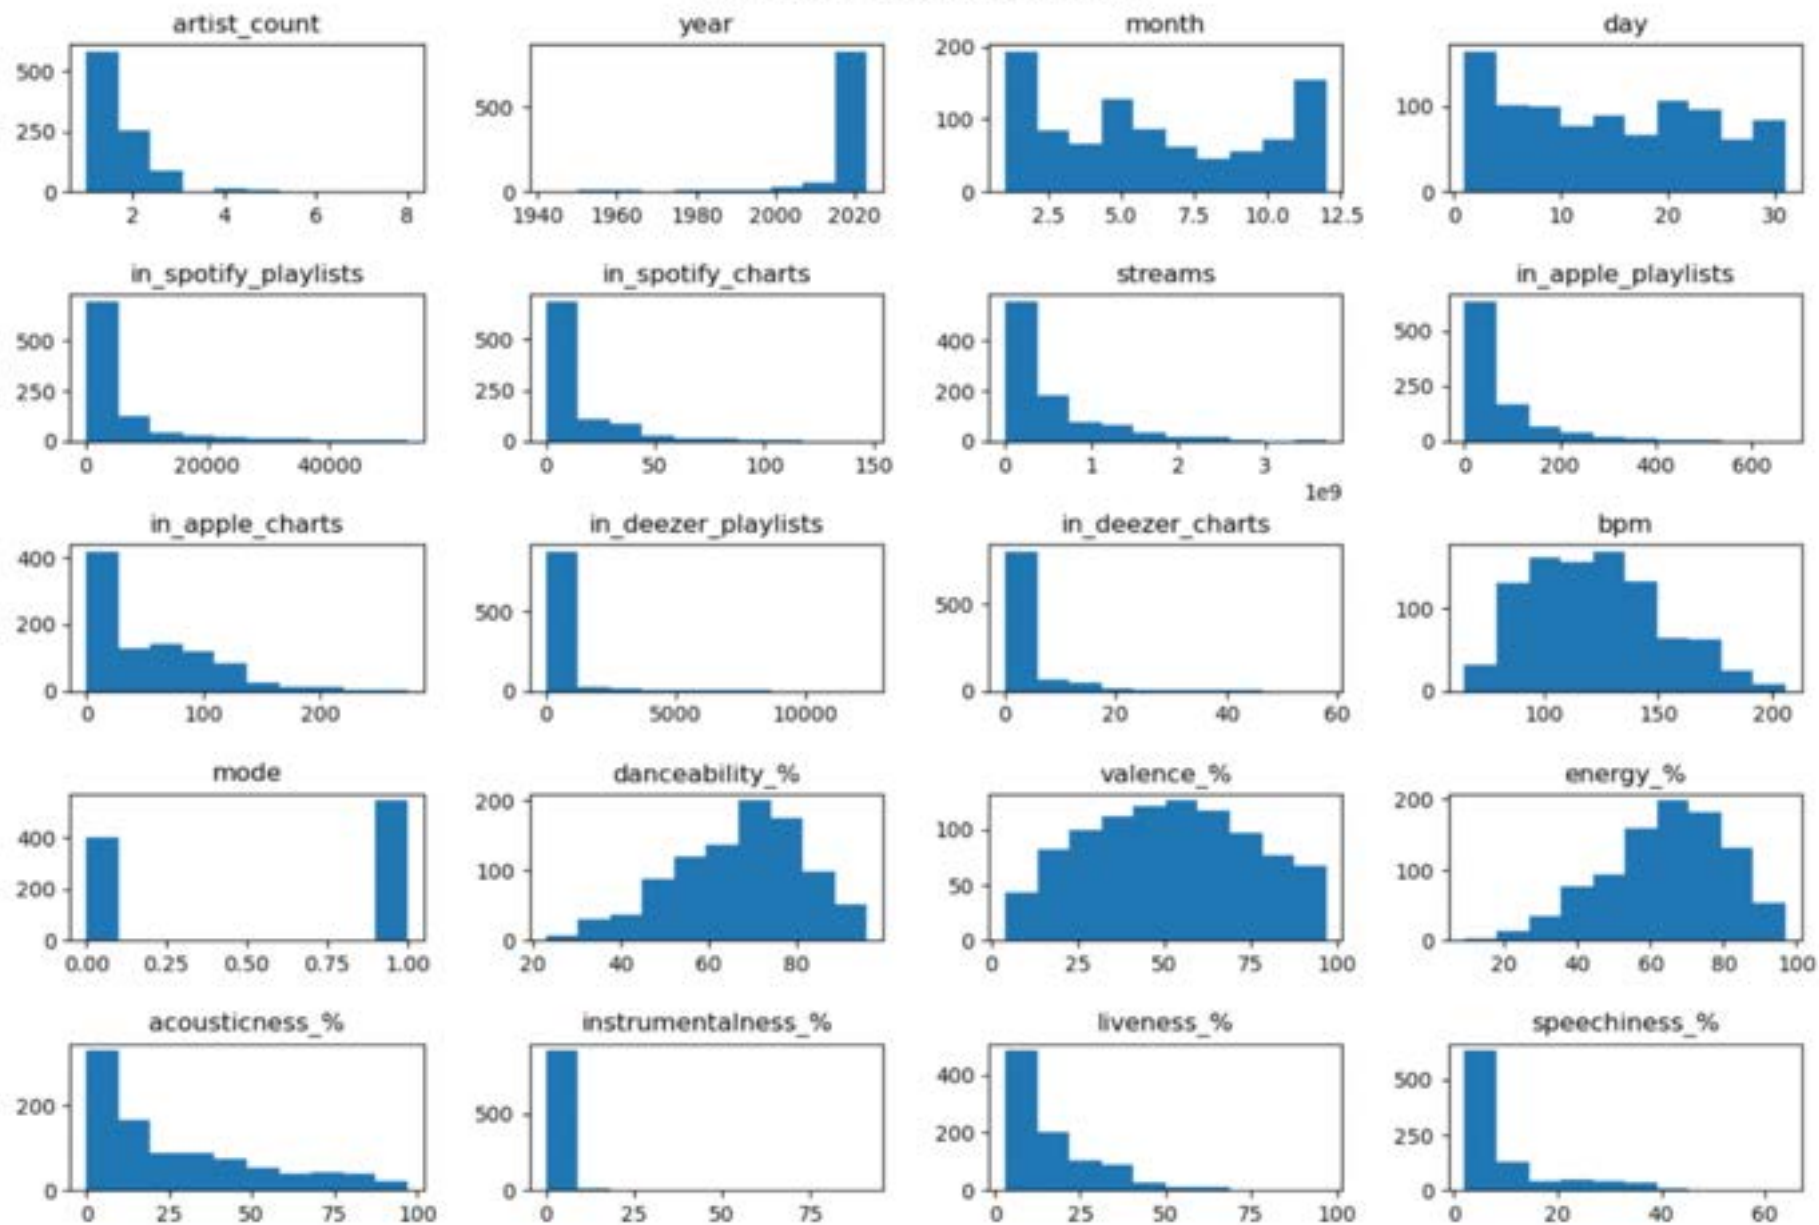 artist_count year month day
500 250 0 2 4 6 8
500 0 1940 1960 1980 2000 2020
200 100 0 2.5 5.0 7.5 10.0 12.5
100 0 0 10 20 30
in_spotify_playlists in_spotify_charts streams in_apple_playlists
500 250 0 0 20000 40000
500 250 0 0 50 100 150
400 200 0 0 1 2 3 1e9
500 250 0 0 200 400 600
in_apple_charts in_deezer_playlists in_deezer_charts bpm
400 200 0 0 100 200
500 0 0 5000 10000
500 0 0 20 40 60
100 0 100 150 200
mode danceability_% valence_% energy_%
400 200 0 0.00 0.25 0.50 0.75 1.00
200 100 0 20 40 60 80
100 50 0 0 25 50 75 100
200 100 0 20 40 60 80 100
acousticness_% instrumentalness_% liveness_% speechiness_%
200 0 0 25 50 75 100
500 0 0 25 50 75
400 200 0 0 25 50 75 100
500 250 0 0 20 40 60